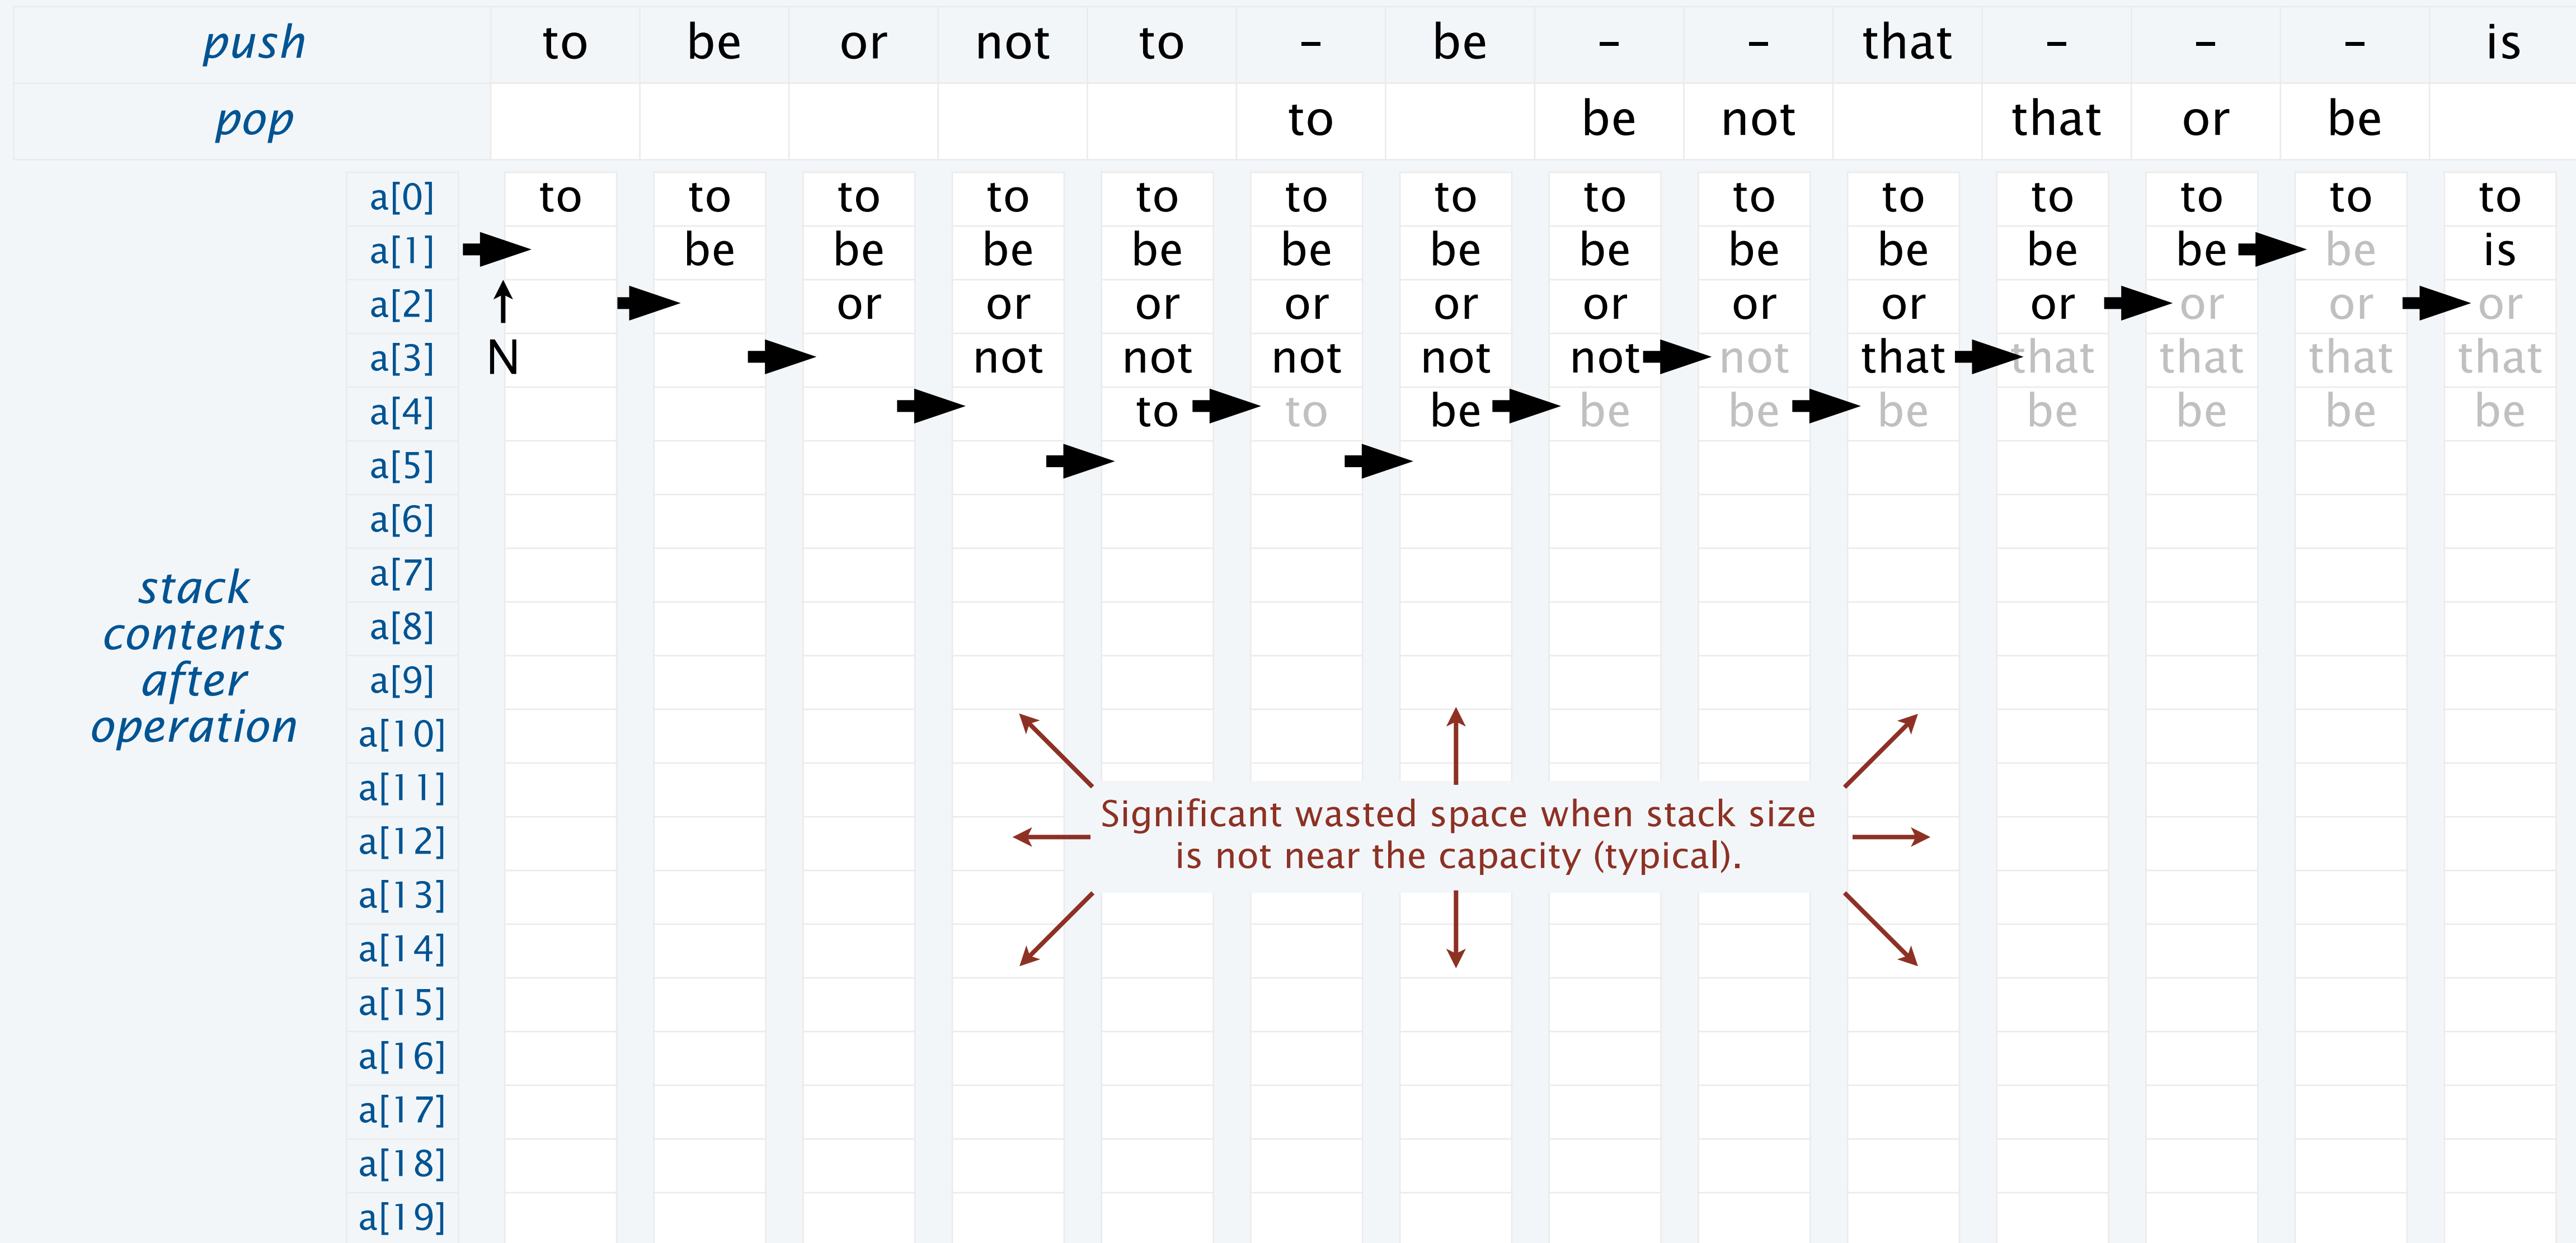 push to be or not to – be – – that – – – is
pop to be not that or be
a[0] to to to to to to to to to to to to to to
a[1] be be be be be be be be be be be be is
a[2] or or or or or or or or or or or or
N
a[3] not not not not not not that that that that that
a[4] to to be be be be be be be be
a[5]
a[6]
a[7]
a[8]
a[9]
a[10]
a[11]
a[12]
a[13]
a[14]
a[15]
a[16]
a[17]
a[18]
a[19]
stack
contents
after
operation
Significant wasted space when stack size
is not near the capacity (typical).